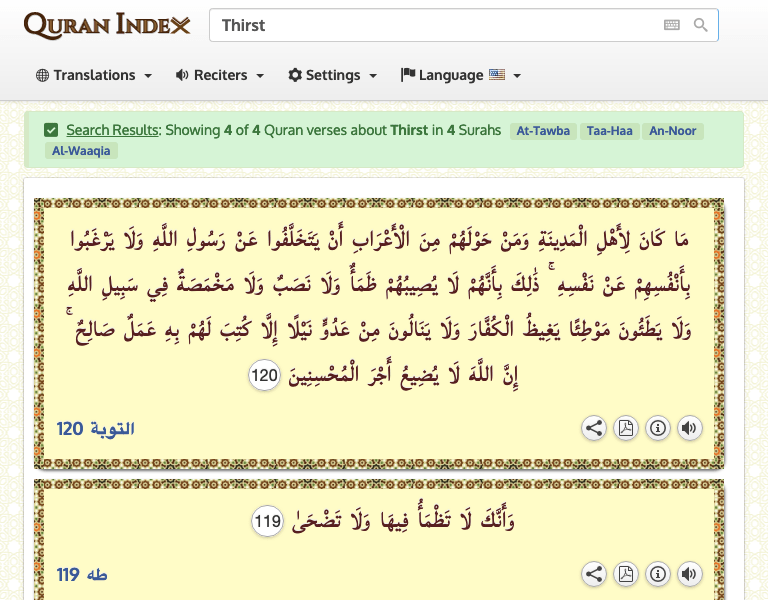 QURAN INDEX
Thirst
Translations
Reciters
Settings
Language
Search Results: Showing 4 of 4 Quran verses about Thirst in 4 Surahs At-Tawba Taa-Haa An-Noor
Al-Waaqia
مَا كَانَ لِأَهْلِ الْمَدِينَةِ وَمَنْ حَوْلَهُمْ مِنَ الْأَعْرَابِ أَنْ يَتَخَلَّفُوا عَنْ رَسُولِ اللَّهِ وَلَا يَرْغَبُوا
بِأَنْفُسِهِمْ عَنْ نَفْسِهِ ۚ ذَٰلِكَ بِأَنَّهُمْ لَا يُصِيبُهُمْ ظَمَأٌ وَلَا نَصَبٌ وَلَا مَخْمَصَةٌ فِي سَبِيلِ اللَّهِ
وَلَا يَطَئُونَ مَوْطِئًا يَغِيظُ الْكُفَّارَ وَلَا يَنَالُونَ مِنْ عَدُوٍّ نَيْلًا إِلَّا كُتِبَ لَهُمْ بِهِ عَمَلٌ صَالِحٌ ۚ
إِنَّ اللَّهَ لَا يُضِيعُ أَجْرَ الْمُحْسِنِينَ 120
التوبة 120
وَأَنَّكَ لَا تَظْمَأُ فِيهَا وَلَا تَضْحَىٰ 119
طه 119